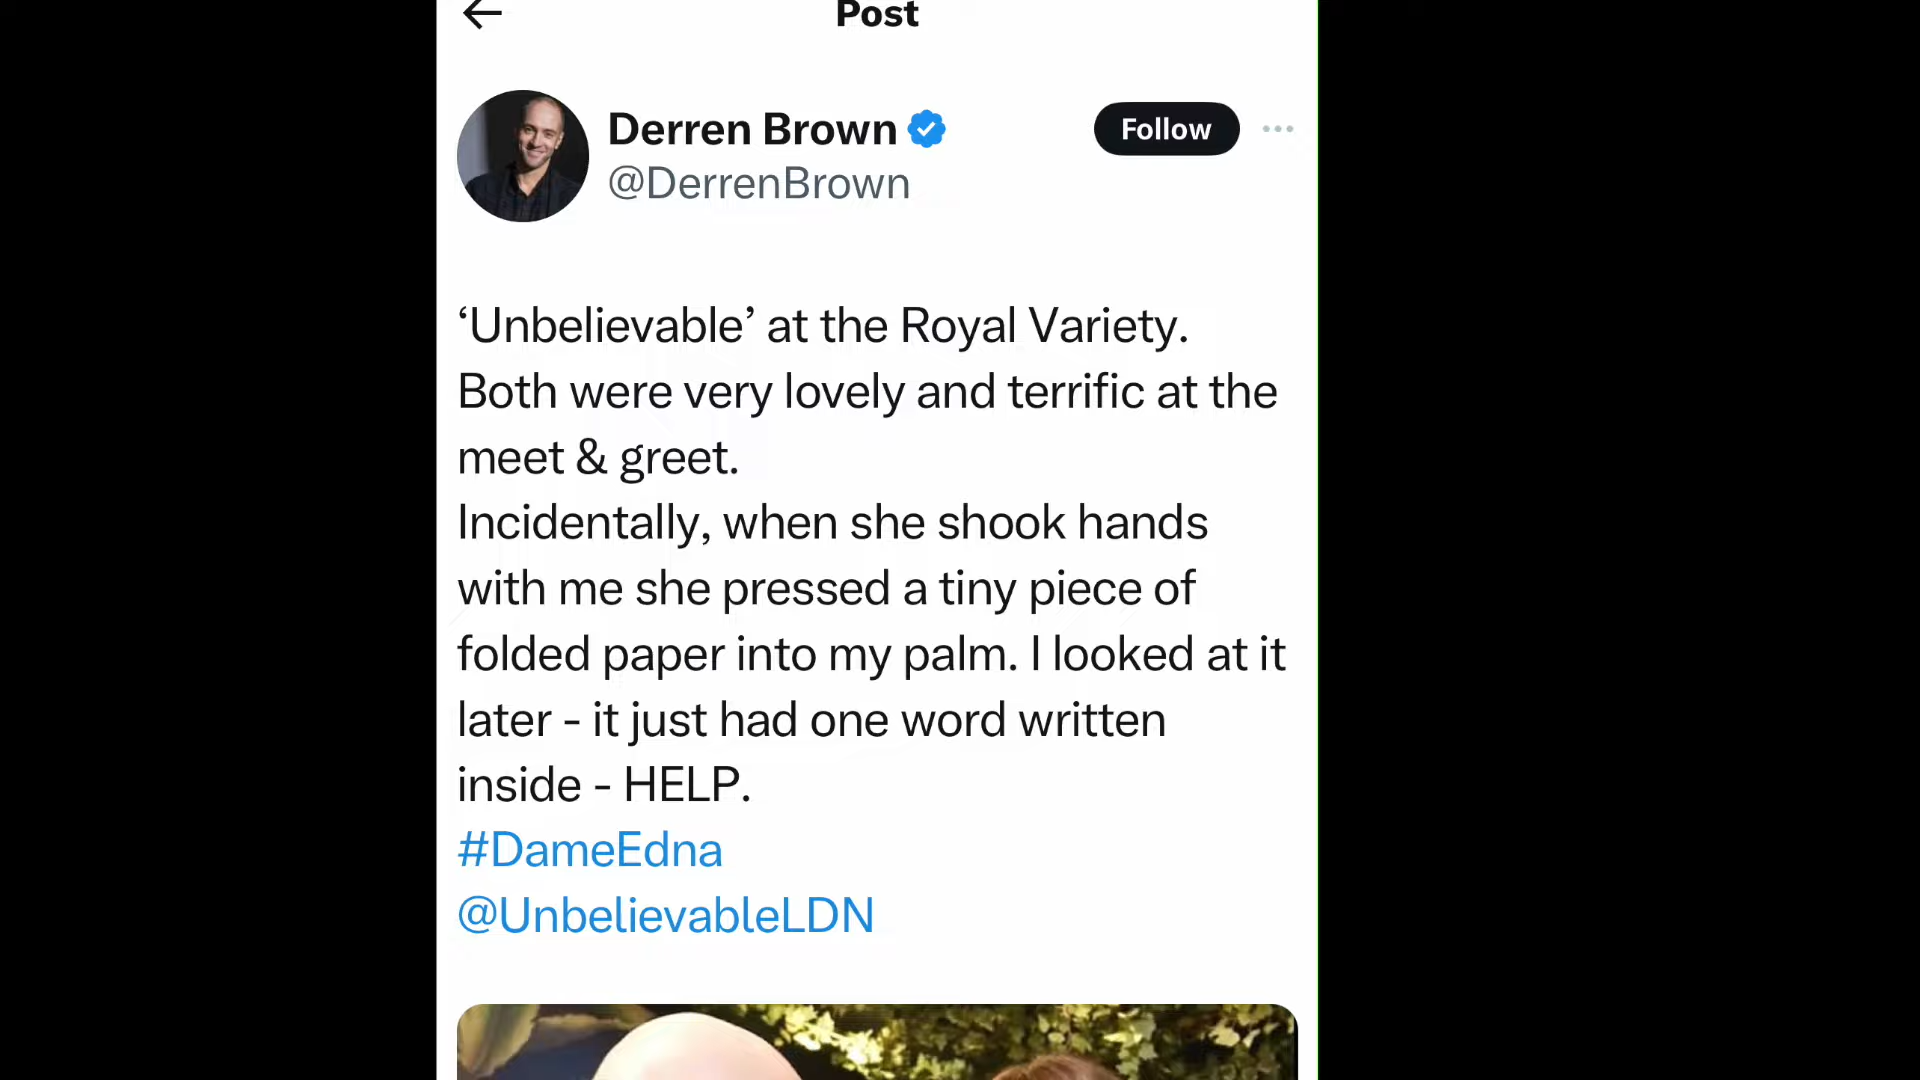 Post
Derren Brown
Follow
@DerrenBrown
‘Unbelievable’ at the Royal Variety.
Both were very lovely and terrific at the
meet & greet.
Incidentally, when she shook hands
with me she pressed a tiny piece of
folded paper into my palm. I looked at it
later - it just had one word written
inside - HELP.
#DameEdna
@UnbelievableLDN